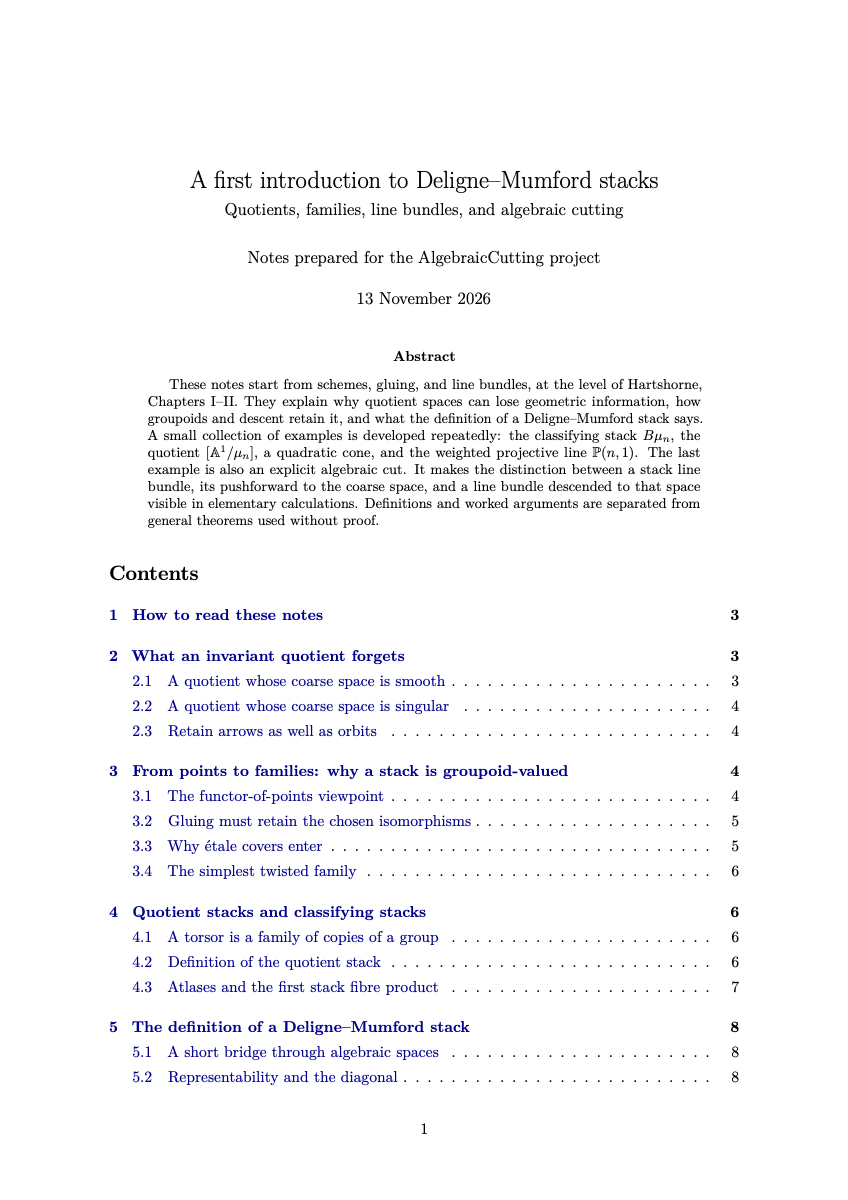 A first introduction to Deligne–Mumford stacks
Quotients, families, line bundles, and algebraic cutting
Notes prepared for the AlgebraicCutting project
13 November 2026
Abstract
These notes start from schemes, gluing, and line bundles, at the level of Hartshorne,
Chapters I–II. They explain why quotient spaces can lose geometric information, how
groupoids and descent retain it, and what the definition of a Deligne–Mumford stack says.
A small collection of examples is developed repeatedly: the classifying stack Bμₙ, the
quotient [𝔸¹/μₙ], a quadratic cone, and the weighted projective line ℙ(n, 1). The last
example is also an explicit algebraic cut. It makes the distinction between a stack line
bundle, its pushforward to the coarse space, and a line bundle descended to that space
visible in elementary calculations. Definitions and worked arguments are separated from
general theorems used without proof.
Contents
1 How to read these notes 3
2 What an invariant quotient forgets 3
2.1 A quotient whose coarse space is smooth . . . . . . . . . . . . . . . . . . . . . . 3
2.2 A quotient whose coarse space is singular . . . . . . . . . . . . . . . . . . . . . 4
2.3 Retain arrows as well as orbits . . . . . . . . . . . . . . . . . . . . . . . . . . . 4
3 From points to families: why a stack is groupoid-valued 4
3.1 The functor-of-points viewpoint . . . . . . . . . . . . . . . . . . . . . . . . . . . 4
3.2 Gluing must retain the chosen isomorphisms . . . . . . . . . . . . . . . . . . . . 5
3.3 Why étale covers enter . . . . . . . . . . . . . . . . . . . . . . . . . . . . . . . . 5
3.4 The simplest twisted family . . . . . . . . . . . . . . . . . . . . . . . . . . . . . 6
4 Quotient stacks and classifying stacks 6
4.1 A torsor is a family of copies of a group . . . . . . . . . . . . . . . . . . . . . . 6
4.2 Definition of the quotient stack . . . . . . . . . . . . . . . . . . . . . . . . . . . 6
4.3 Atlases and the first stack fibre product . . . . . . . . . . . . . . . . . . . . . . 7
5 The definition of a Deligne–Mumford stack 8
5.1 A short bridge through algebraic spaces . . . . . . . . . . . . . . . . . . . . . . 8
5.2 Representability and the diagonal . . . . . . . . . . . . . . . . . . . . . . . . . . 8
1